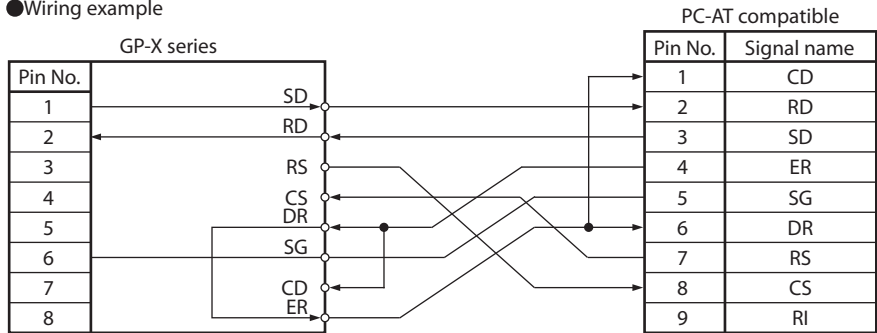 ●Wiring example
GP-X series
Pin No.
1
2
3
4
5
6
7
8
SD
RD
RS
CS
DR
SG
CD
ER
PC-AT compatible
Pin No. Signal name
1 CD
2 RD
3 SD
4 ER
5 SG
6 DR
7 RS
8 CS
9 RI